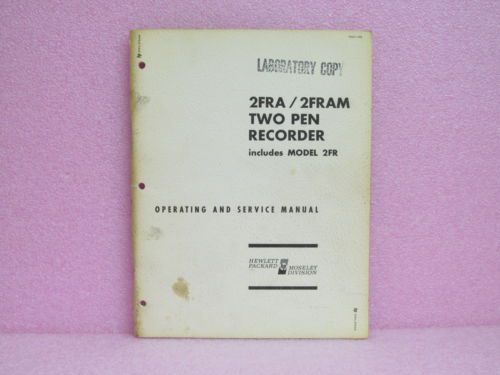 LABORATORY COPY
2FRA / 2FRAM
TWO PEN
RECORDER
includes MODEL 2FR
OPERATING AND SERVICE MANUAL
HEWLETT
PACKARD
MOSELEY
DIVISION